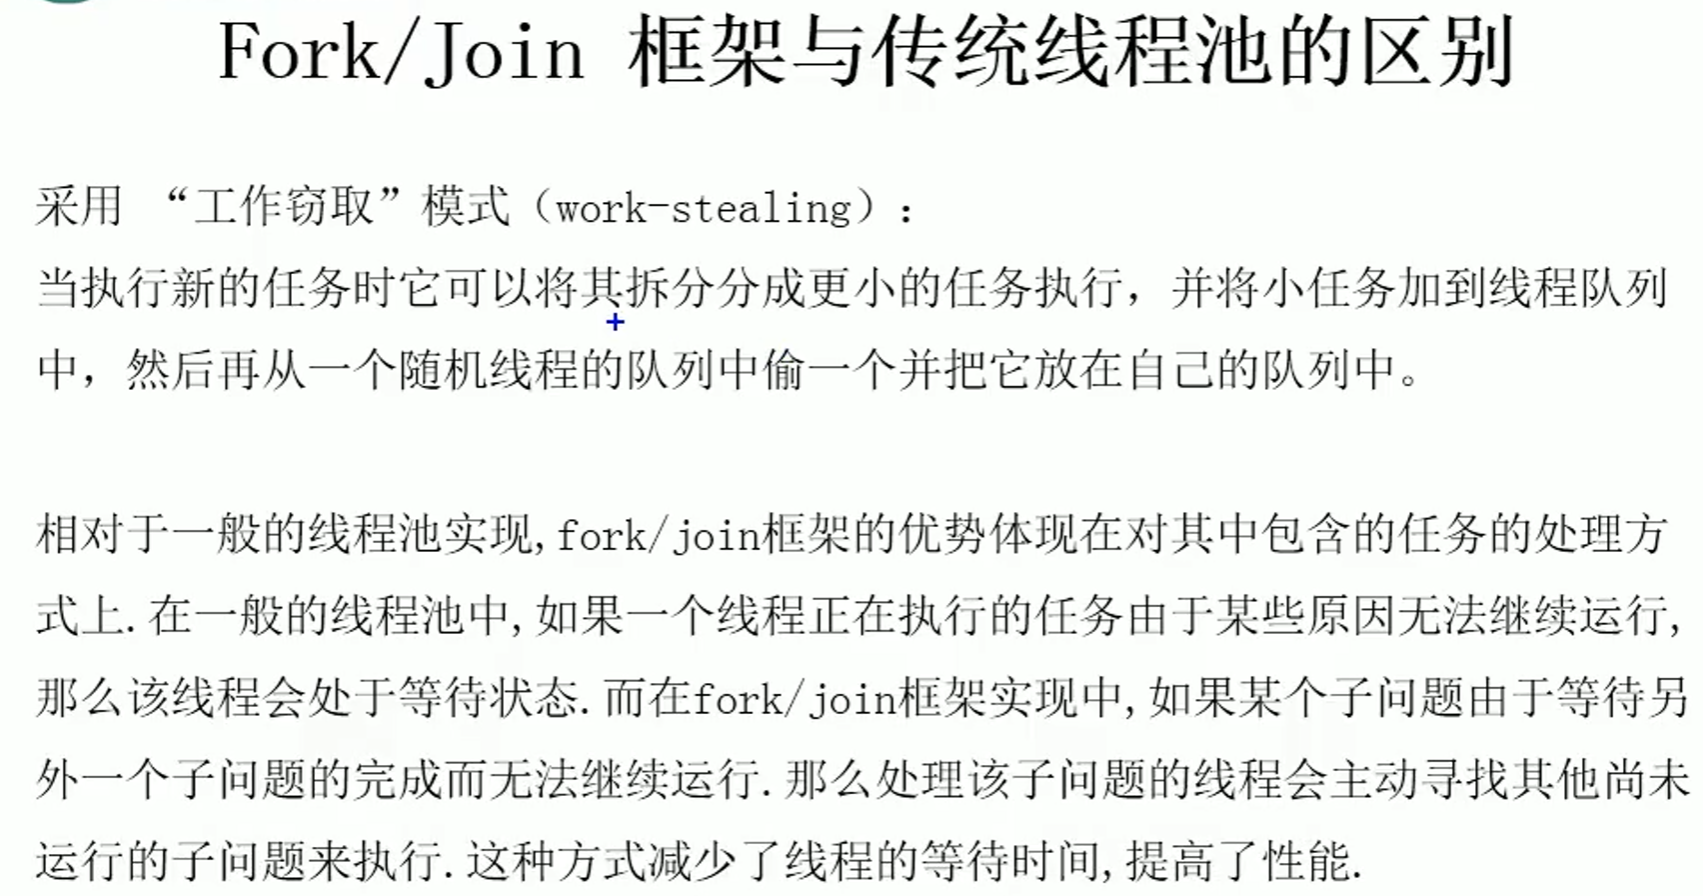 Fork/Join 框架与传统线程池的区别
采用 “工作窃取”模式（work-stealing）：
当执行新的任务时它可以将其拆分分成更小的任务执行，并将小任务加到线程队列
中，然后再从一个随机线程的队列中偷一个并把它放在自己的队列中。
相对于一般的线程池实现,fork/join框架的优势体现在对其中包含的任务的处理方
式上.在一般的线程池中,如果一个线程正在执行的任务由于某些原因无法继续运行,
那么该线程会处于等待状态.而在fork/join框架实现中,如果某个子问题由于等待另
外一个子问题的完成而无法继续运行.那么处理该子问题的线程会主动寻找其他尚未
运行的子问题来执行.这种方式减少了线程的等待时间,提高了性能.